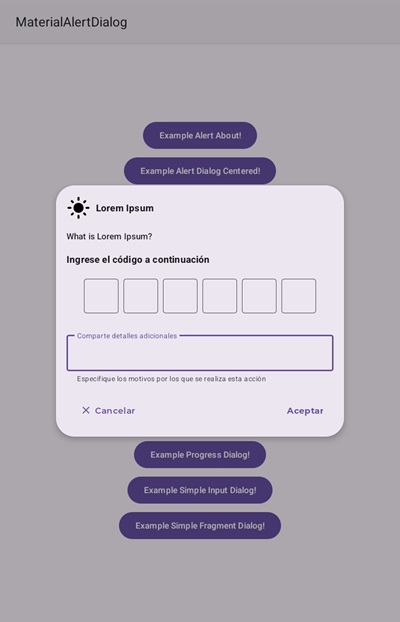 MaterialAlertDialog
Example Alert About!
Example Alert Dialog Centered!
Lorem Ipsum
What is Lorem Ipsum?
Ingrese el código a continuación
Comparte detalles adicionales
Especifique los motivos por los que se realiza esta acción
Cancelar
Aceptar
Example Progress Dialog!
Example Simple Input Dialog!
Example Simple Fragment Dialog!